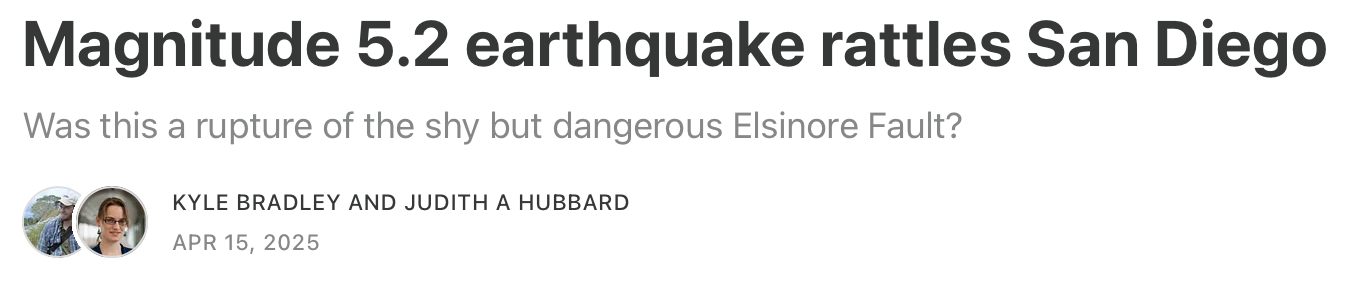 Magnitude 5.2 earthquake rattles San Diego
Was this a rupture of the shy but dangerous Elsinore Fault?
KYLE BRADLEY AND JUDITH A HUBBARD
APR 15, 2025